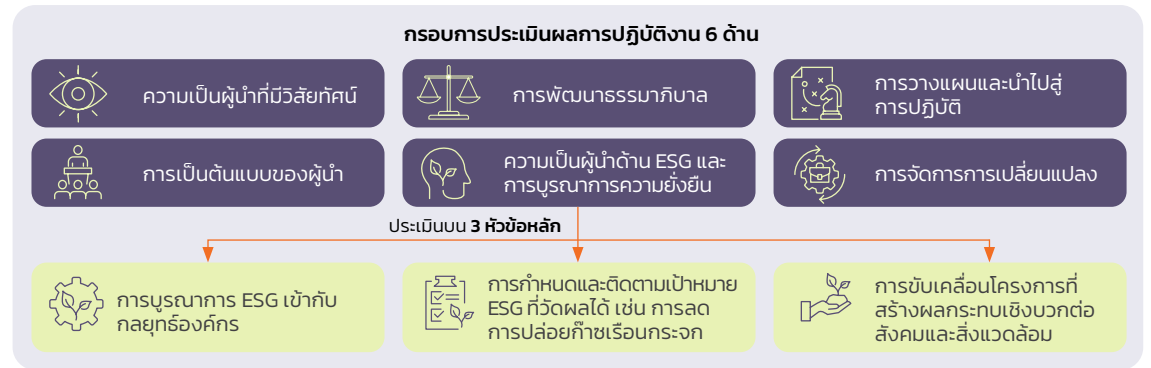 กรอบการประเมินผลการปฏิบัติงาน 6 ด้าน
ความเป็นผู้นำที่มีวิสัยทัศน์
การพัฒนาธรรมาภิบาล
การวางแผนและนำไปสู่
การปฏิบัติ
การเป็นต้นแบบของผู้นำ
ความเป็นผู้นำด้าน ESG และ
การบูรณาการความยั่งยืน
การจัดการการเปลี่ยนแปลง
ประเมินบน 3 หัวข้อหลัก
การบูรณาการ ESG เข้ากับ
กลยุทธ์องค์กร
การกำหนดและติดตามเป้าหมาย
ESG ที่วัดผลได้ เช่น การลด
การปล่อยก๊าซเรือนกระจก
การขับเคลื่อนโครงการที่
สร้างผลกระทบเชิงบวกต่อ
สังคมและสิ่งแวดล้อม